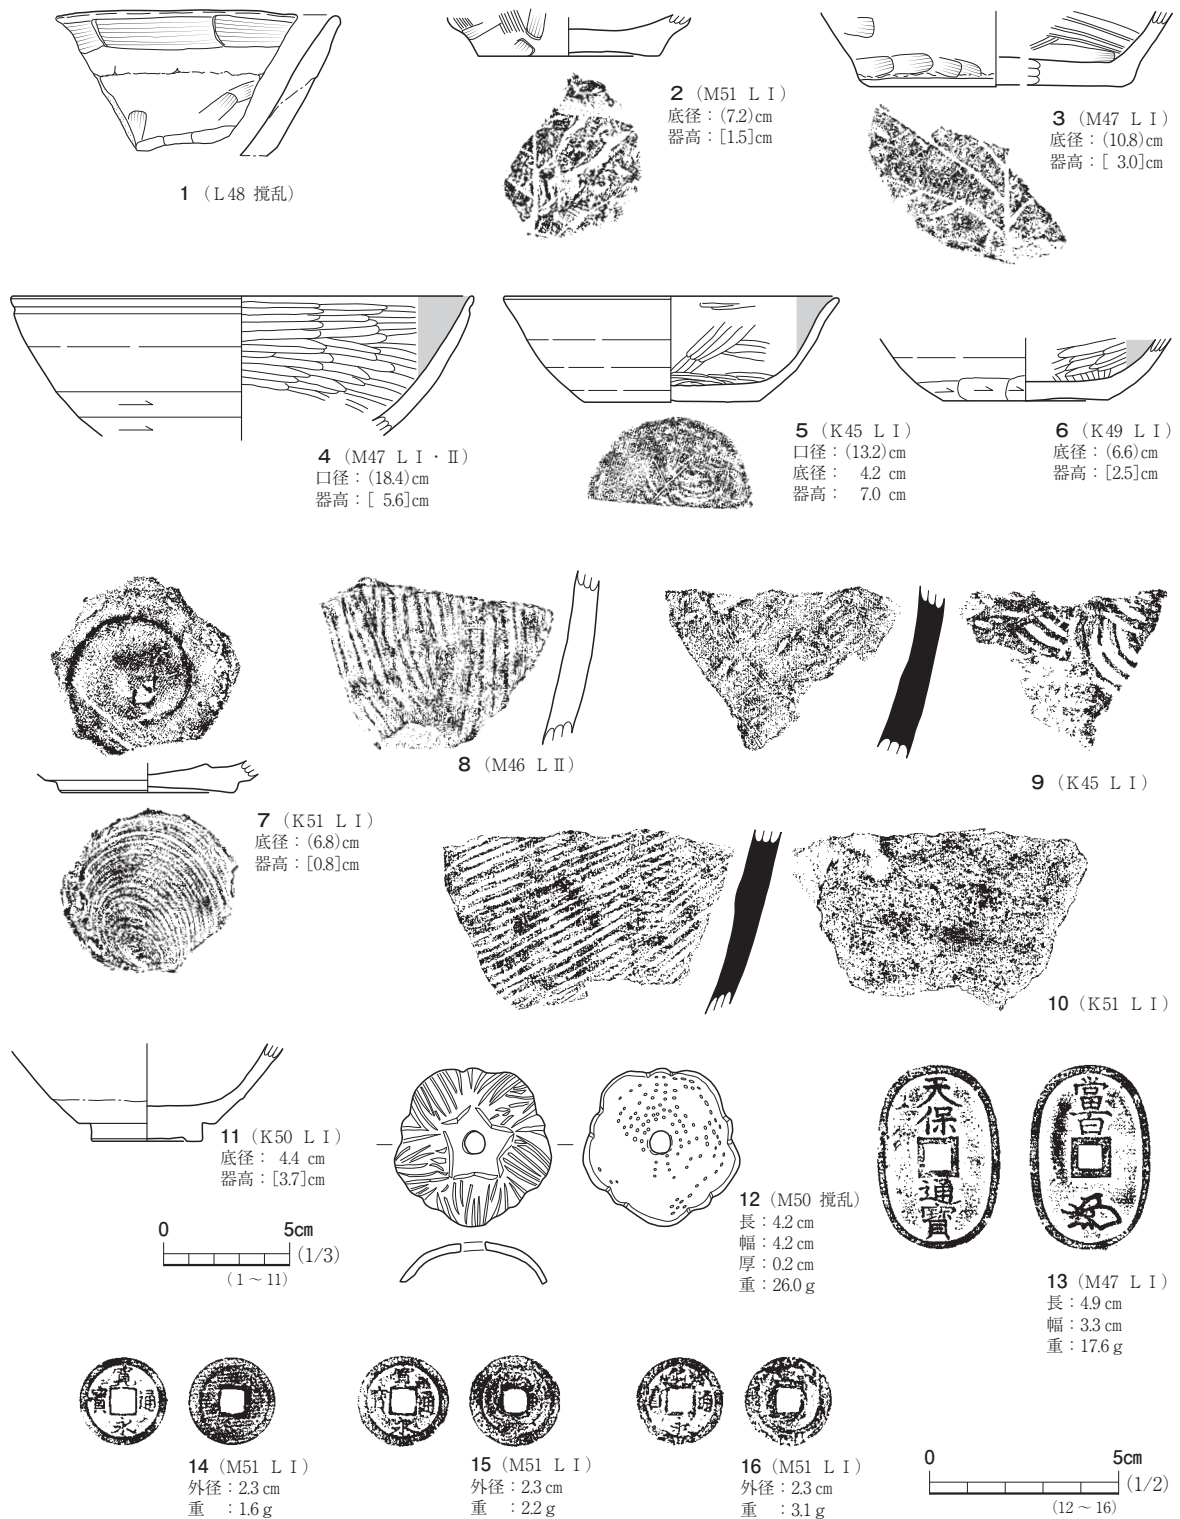 1 (L48 撹乱)
2 (M51 LⅠ)
底径：(7.2)㎝
器高：[1.5]㎝
3 (M47 LⅠ)
底径：(10.8)㎝
器高：[ 3.0]㎝
4 (M47 LⅠ・Ⅱ)
口径：(18.4)㎝
器高：[ 5.6]㎝
5 (K45 LⅠ)
口径：(13.2)㎝
底径： 4.2 ㎝
器高： 7.0 ㎝
6 (K49 LⅠ)
底径：(6.6)㎝
器高：[2.5]㎝
7 (K51 LⅠ)
底径：(6.8)㎝
器高：[0.8]㎝
8 (M46 LⅡ)
9 (K45 LⅠ)
10 (K51 LⅠ)
11 (K50 LⅠ)
底径： 4.4 ㎝
器高：[3.7]㎝
0 5㎝
(1/3)
(1～11)
12 (M50 撹乱)
長：4.2 ㎝
幅：4.2 ㎝
厚：0.2 ㎝
重：26.0 g
天保
通寶
當百
13 (M47 LⅠ)
長：4.9 ㎝
幅：3.3 ㎝
重：17.6 g
寛永通寳
14 (M51 LⅠ)
外径：2.3 ㎝
重 ：1.6 g
寛永通寳
15 (M51 LⅠ)
外径：2.3 ㎝
重 ：2.2 g
16 (M51 LⅠ)
外径：2.3 ㎝
重 ：3.1 g
0 5㎝
(1/2)
(12～16)